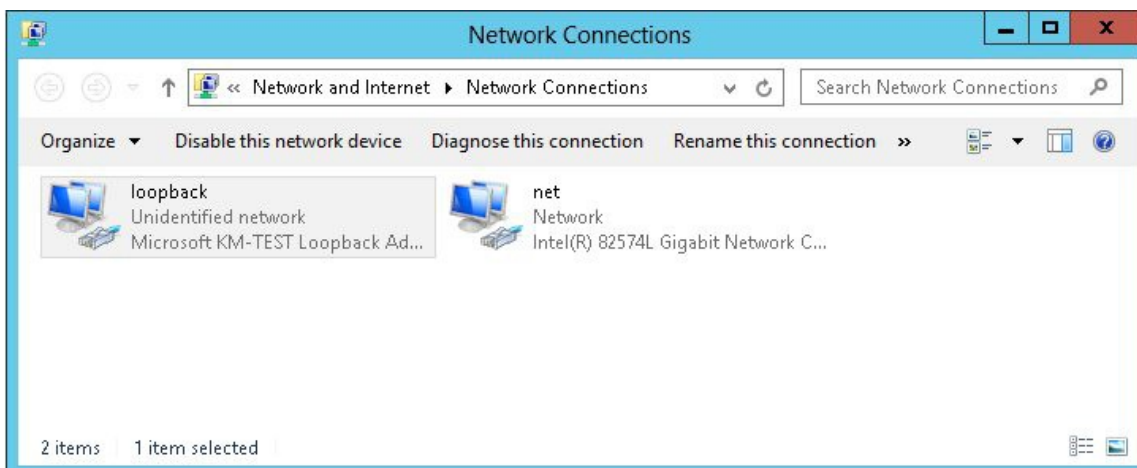 Network Connections
« Network and Internet ▸ Network Connections
Search Network Connections
Organize ▾ Disable this network device Diagnose this connection Rename this connection »
loopback
Unidentified network
Microsoft KM-TEST Loopback Ad...
net
Network
Intel(R) 82574L Gigabit Network C...
2 items 1 item selected